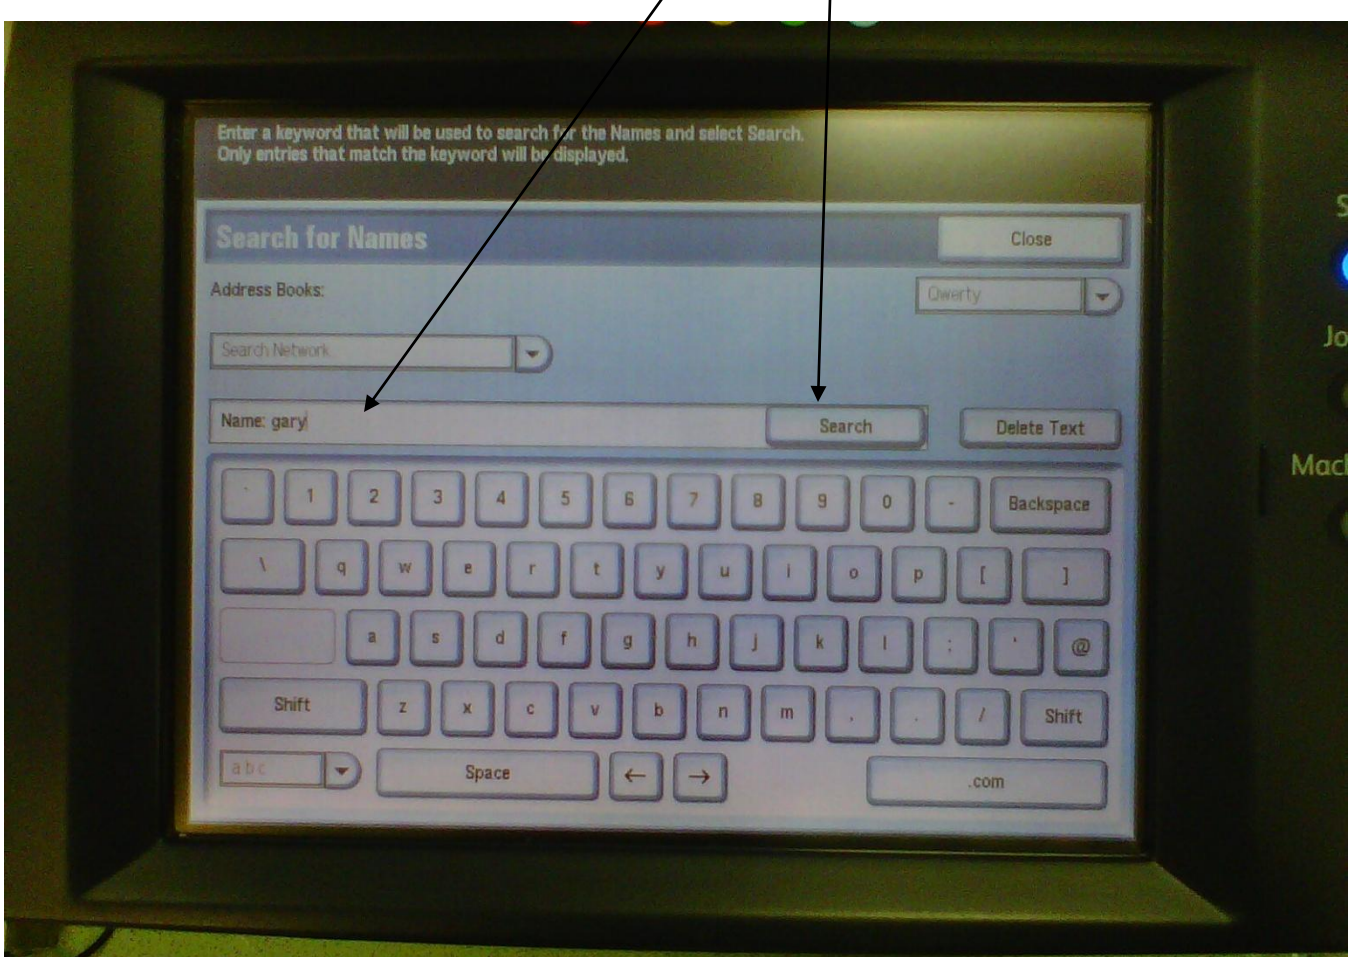 Enter a keyword that will be used to search for the Names and select Search.
Only entries that match the keyword will be displayed.
Search for Names
Close
Address Books:
Qwerty
Search Network
Name: gary
Search
Delete Text
` 1 2 3 4 5 6 7 8 9 0 - Backspace
\ q w e r t y u i o p [ ]
a s d f g h j k l ; ' @
Shift z x c v b n m , . / Shift
abc
Space
← →
.com
S
Jo
Mac